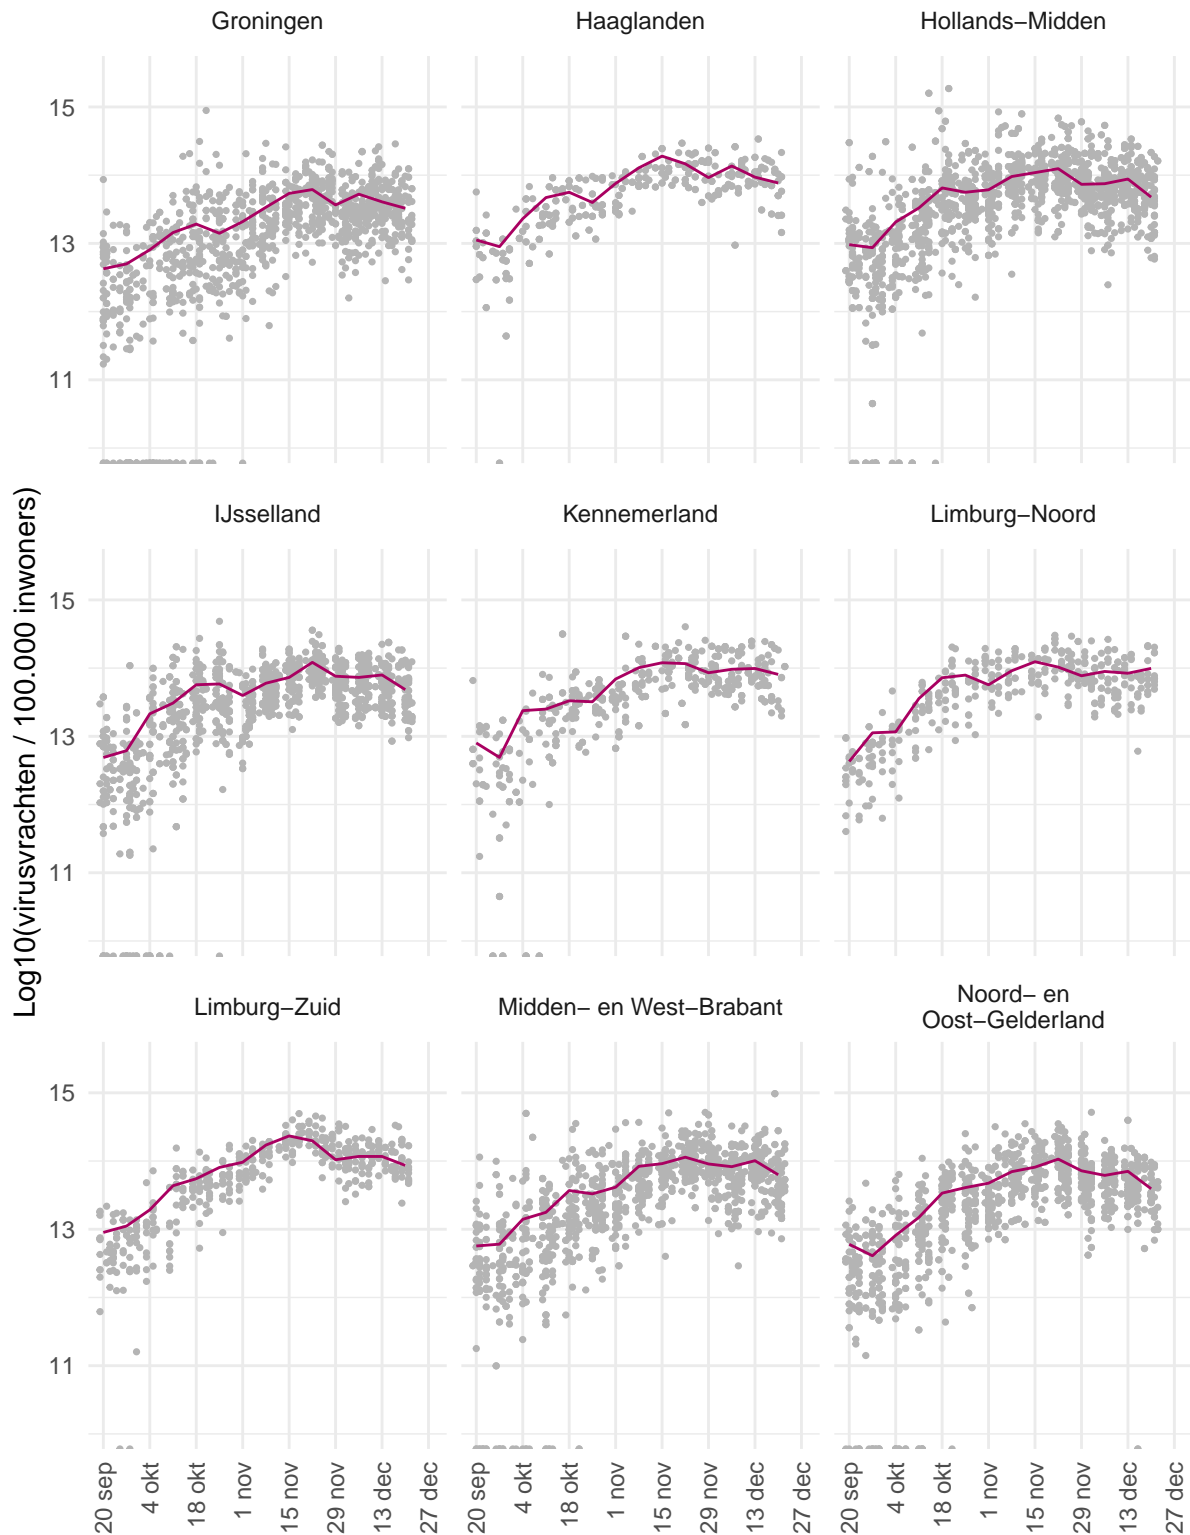 Groningen
Haaglanden
Hollands−Midden
15
13
11
IJsselland
Kennemerland
Limburg−Noord
15
13
11
Log10(virusvrachten / 100.000 inwoners)
Limburg−Zuid
Midden− en West−Brabant
Noord− en
Oost−Gelderland
15
13
11
20 sep
4 okt
18 okt
1 nov
15 nov
29 nov
13 dec
27 dec
20 sep
4 okt
18 okt
1 nov
15 nov
29 nov
13 dec
27 dec
20 sep
4 okt
18 okt
1 nov
15 nov
29 nov
13 dec
27 dec